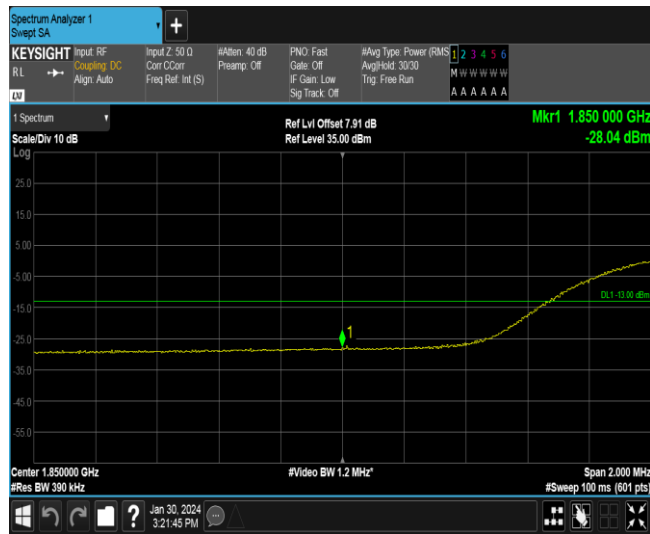 Spectrum Analyzer 1
Swept SA
+
KEYSIGHT
RL
LXI
Input: RF
Coupling: DC
Align: Auto
Input Z: 50 Ω
Corr CCorr
Freq Ref: Int (S)
#Atten: 40 dB
Preamp: Off
PNO: Fast
Gate: Off
IF Gain: Low
Sig Track: Off
#Avg Type: Power (RMS
Avg|Hold: 30/30
Trig: Free Run
1 2 3 4 5 6
M W W W W W
A A A A A A
1 Spectrum
Scale/Div 10 dB
Log
Ref Lvl Offset 7.91 dB
Ref Level 35.00 dBm
Mkr1 1.850 000 GHz
-28.04 dBm
25.0
15.0
5.00
-5.00
-15.0
-25.0
-35.0
-45.0
-55.0
1
DL1 -13.00 dBm
Center 1.850000 GHz
#Res BW 390 kHz
#Video BW 1.2 MHz*
Span 2.000 MHz
#Sweep 100 ms (601 pts)
?
Jan 30, 2024
3:21:45 PM